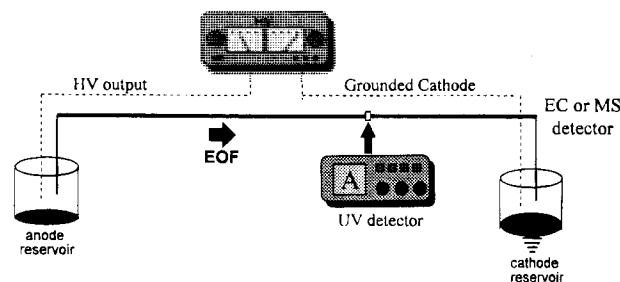 HV output
Grounded Cathode
EC or MS
detector
EOF
A
UV detector
anode
reservoir
cathode
reservoir